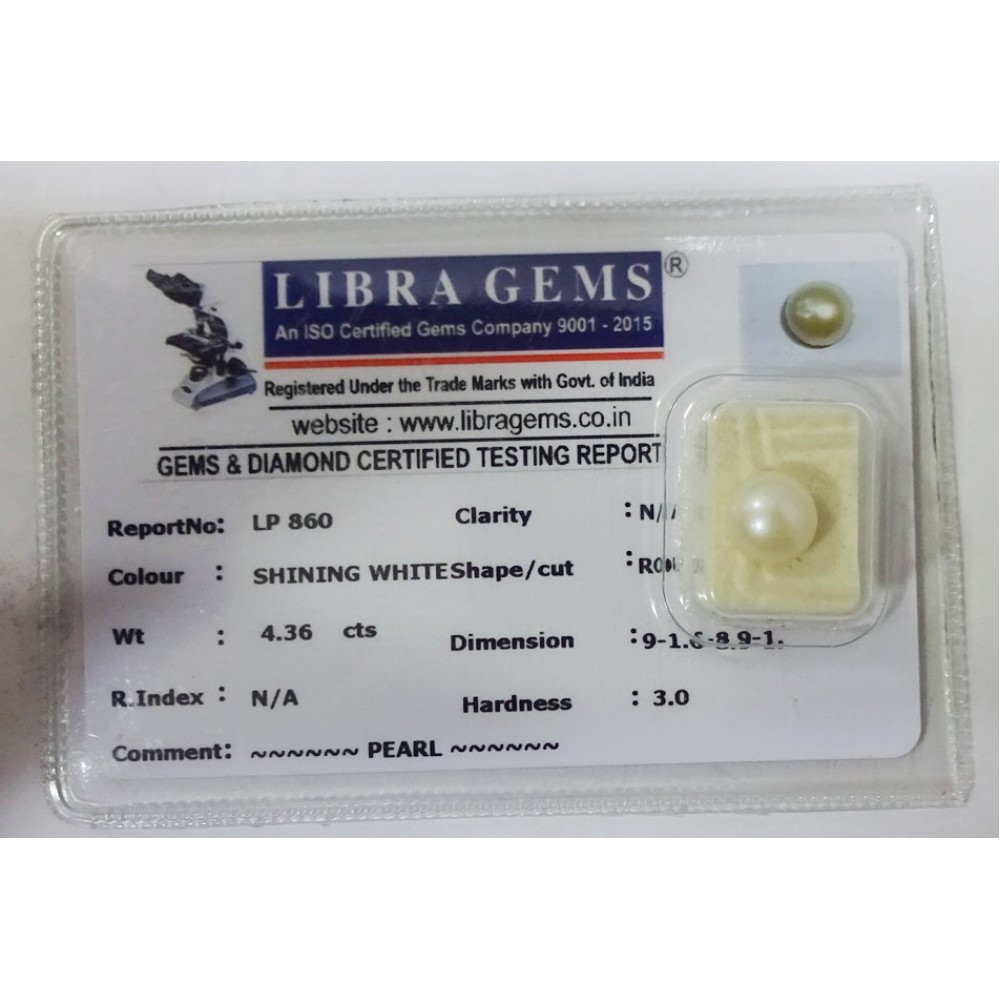 LIBRA GEMS ®
An ISO Certified Gems Company 9001 - 2015
Registered Under the Trade Marks with Govt. of India
website : www.libragems.co.in
GEMS & DIAMOND CERTIFIED TESTING REPORT
ReportNo: LP 860 Clarity :
Colour : SHINING WHITE Shape/cut :
Wt : 4.36 cts Dimension :
R.Index : N/A Hardness : 3.0
Comment: ~~~~~~ PEARL ~~~~~~